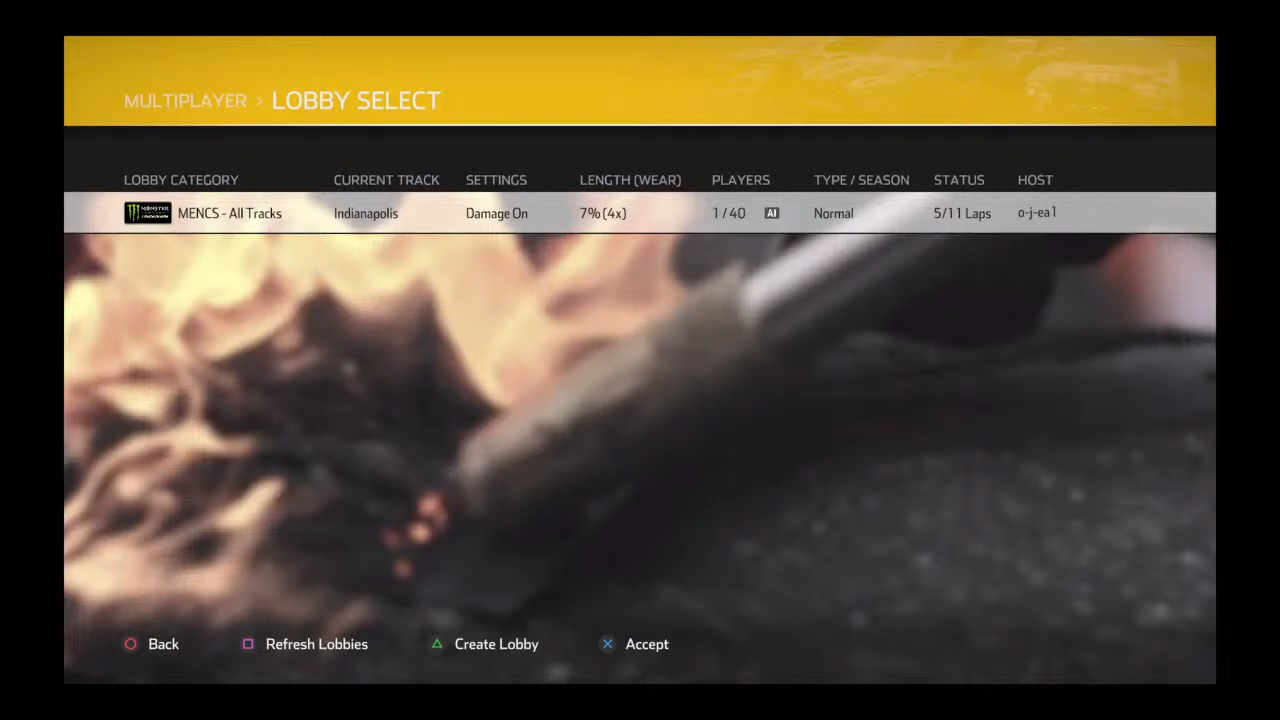 MULTIPLAYER > LOBBY SELECT
LOBBY CATEGORY CURRENT TRACK SETTINGS LENGTH (WEAR) PLAYERS TYPE / SEASON STATUS HOST
MONSTER MENCS - All Tracks Indianapolis Damage On 7% (4x) 1 / 40 AI Normal 5/11 Laps o-j-ea1
Back Refresh Lobbies Create Lobby Accept